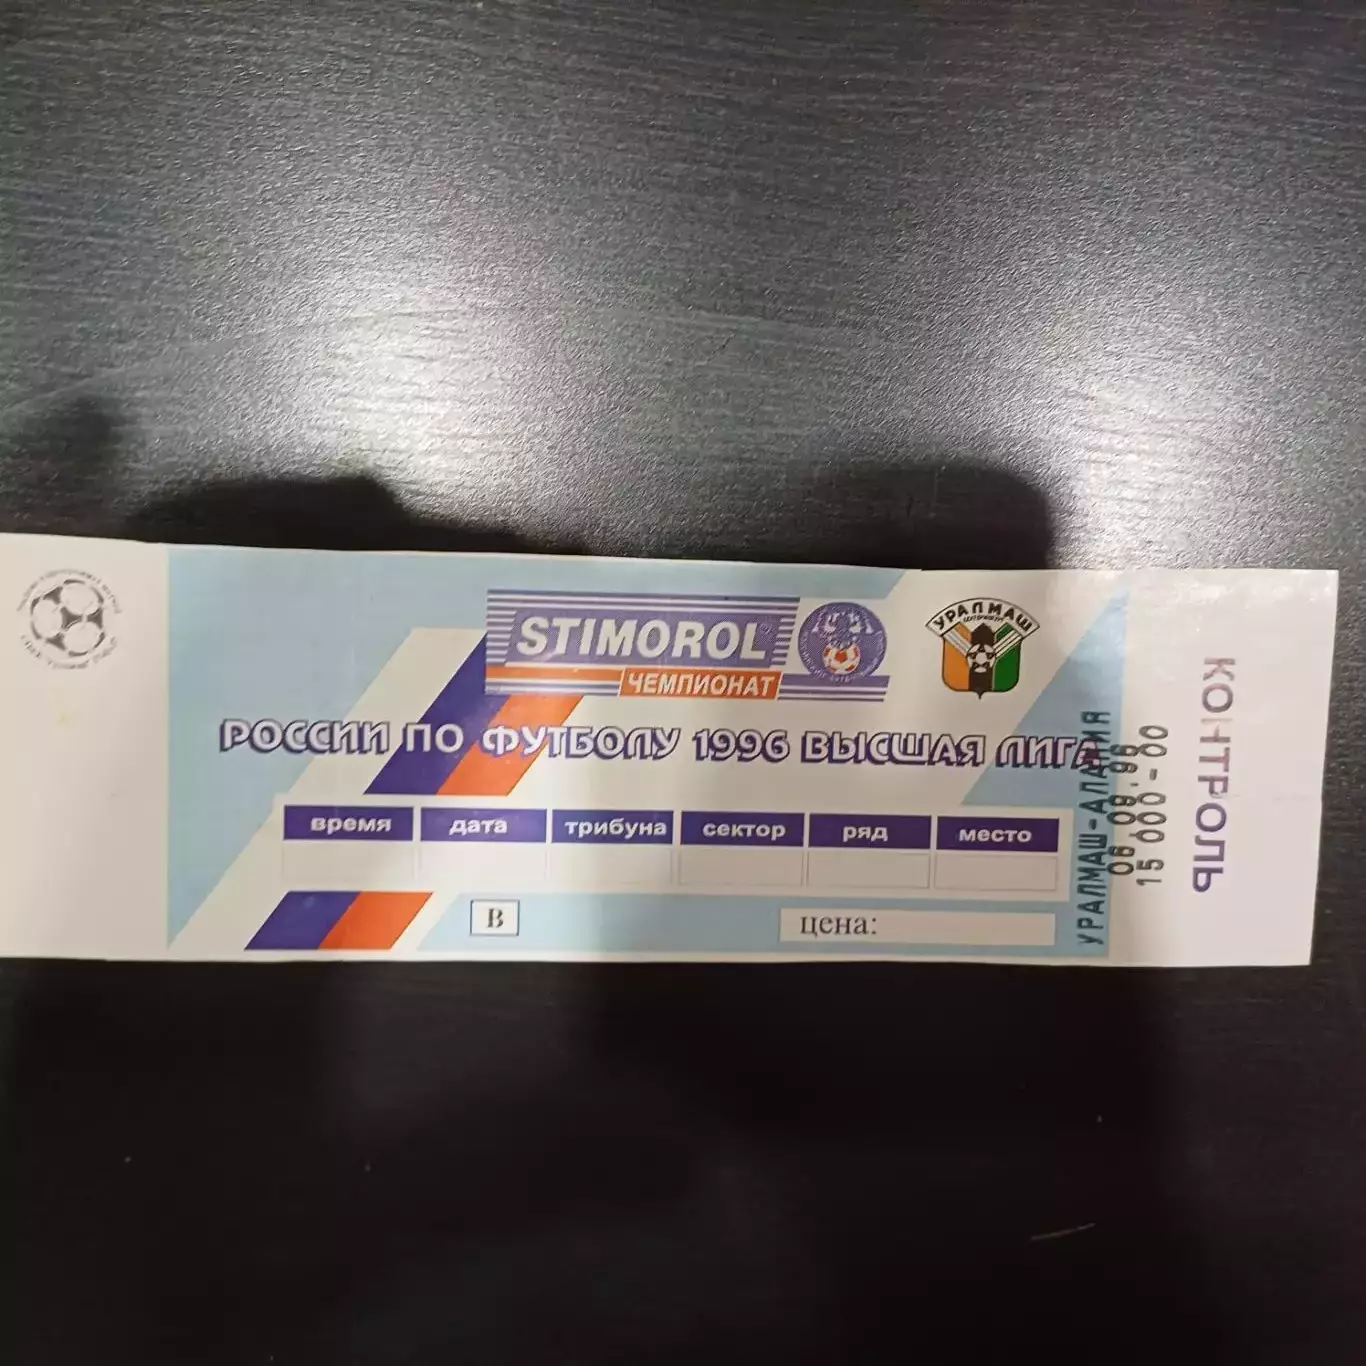 STIMOROL
ЧЕМПИОНАТ
УРАЛМАШ
РОССИИ ПО ФУТБОЛУ 1996 ВЫСШАЯ ЛИГА
время дата трибуна сектор ряд место
В
цена:
УРАЛМАШ-АЛАНИЯ
15 000-00
КОНТРОЛЬ